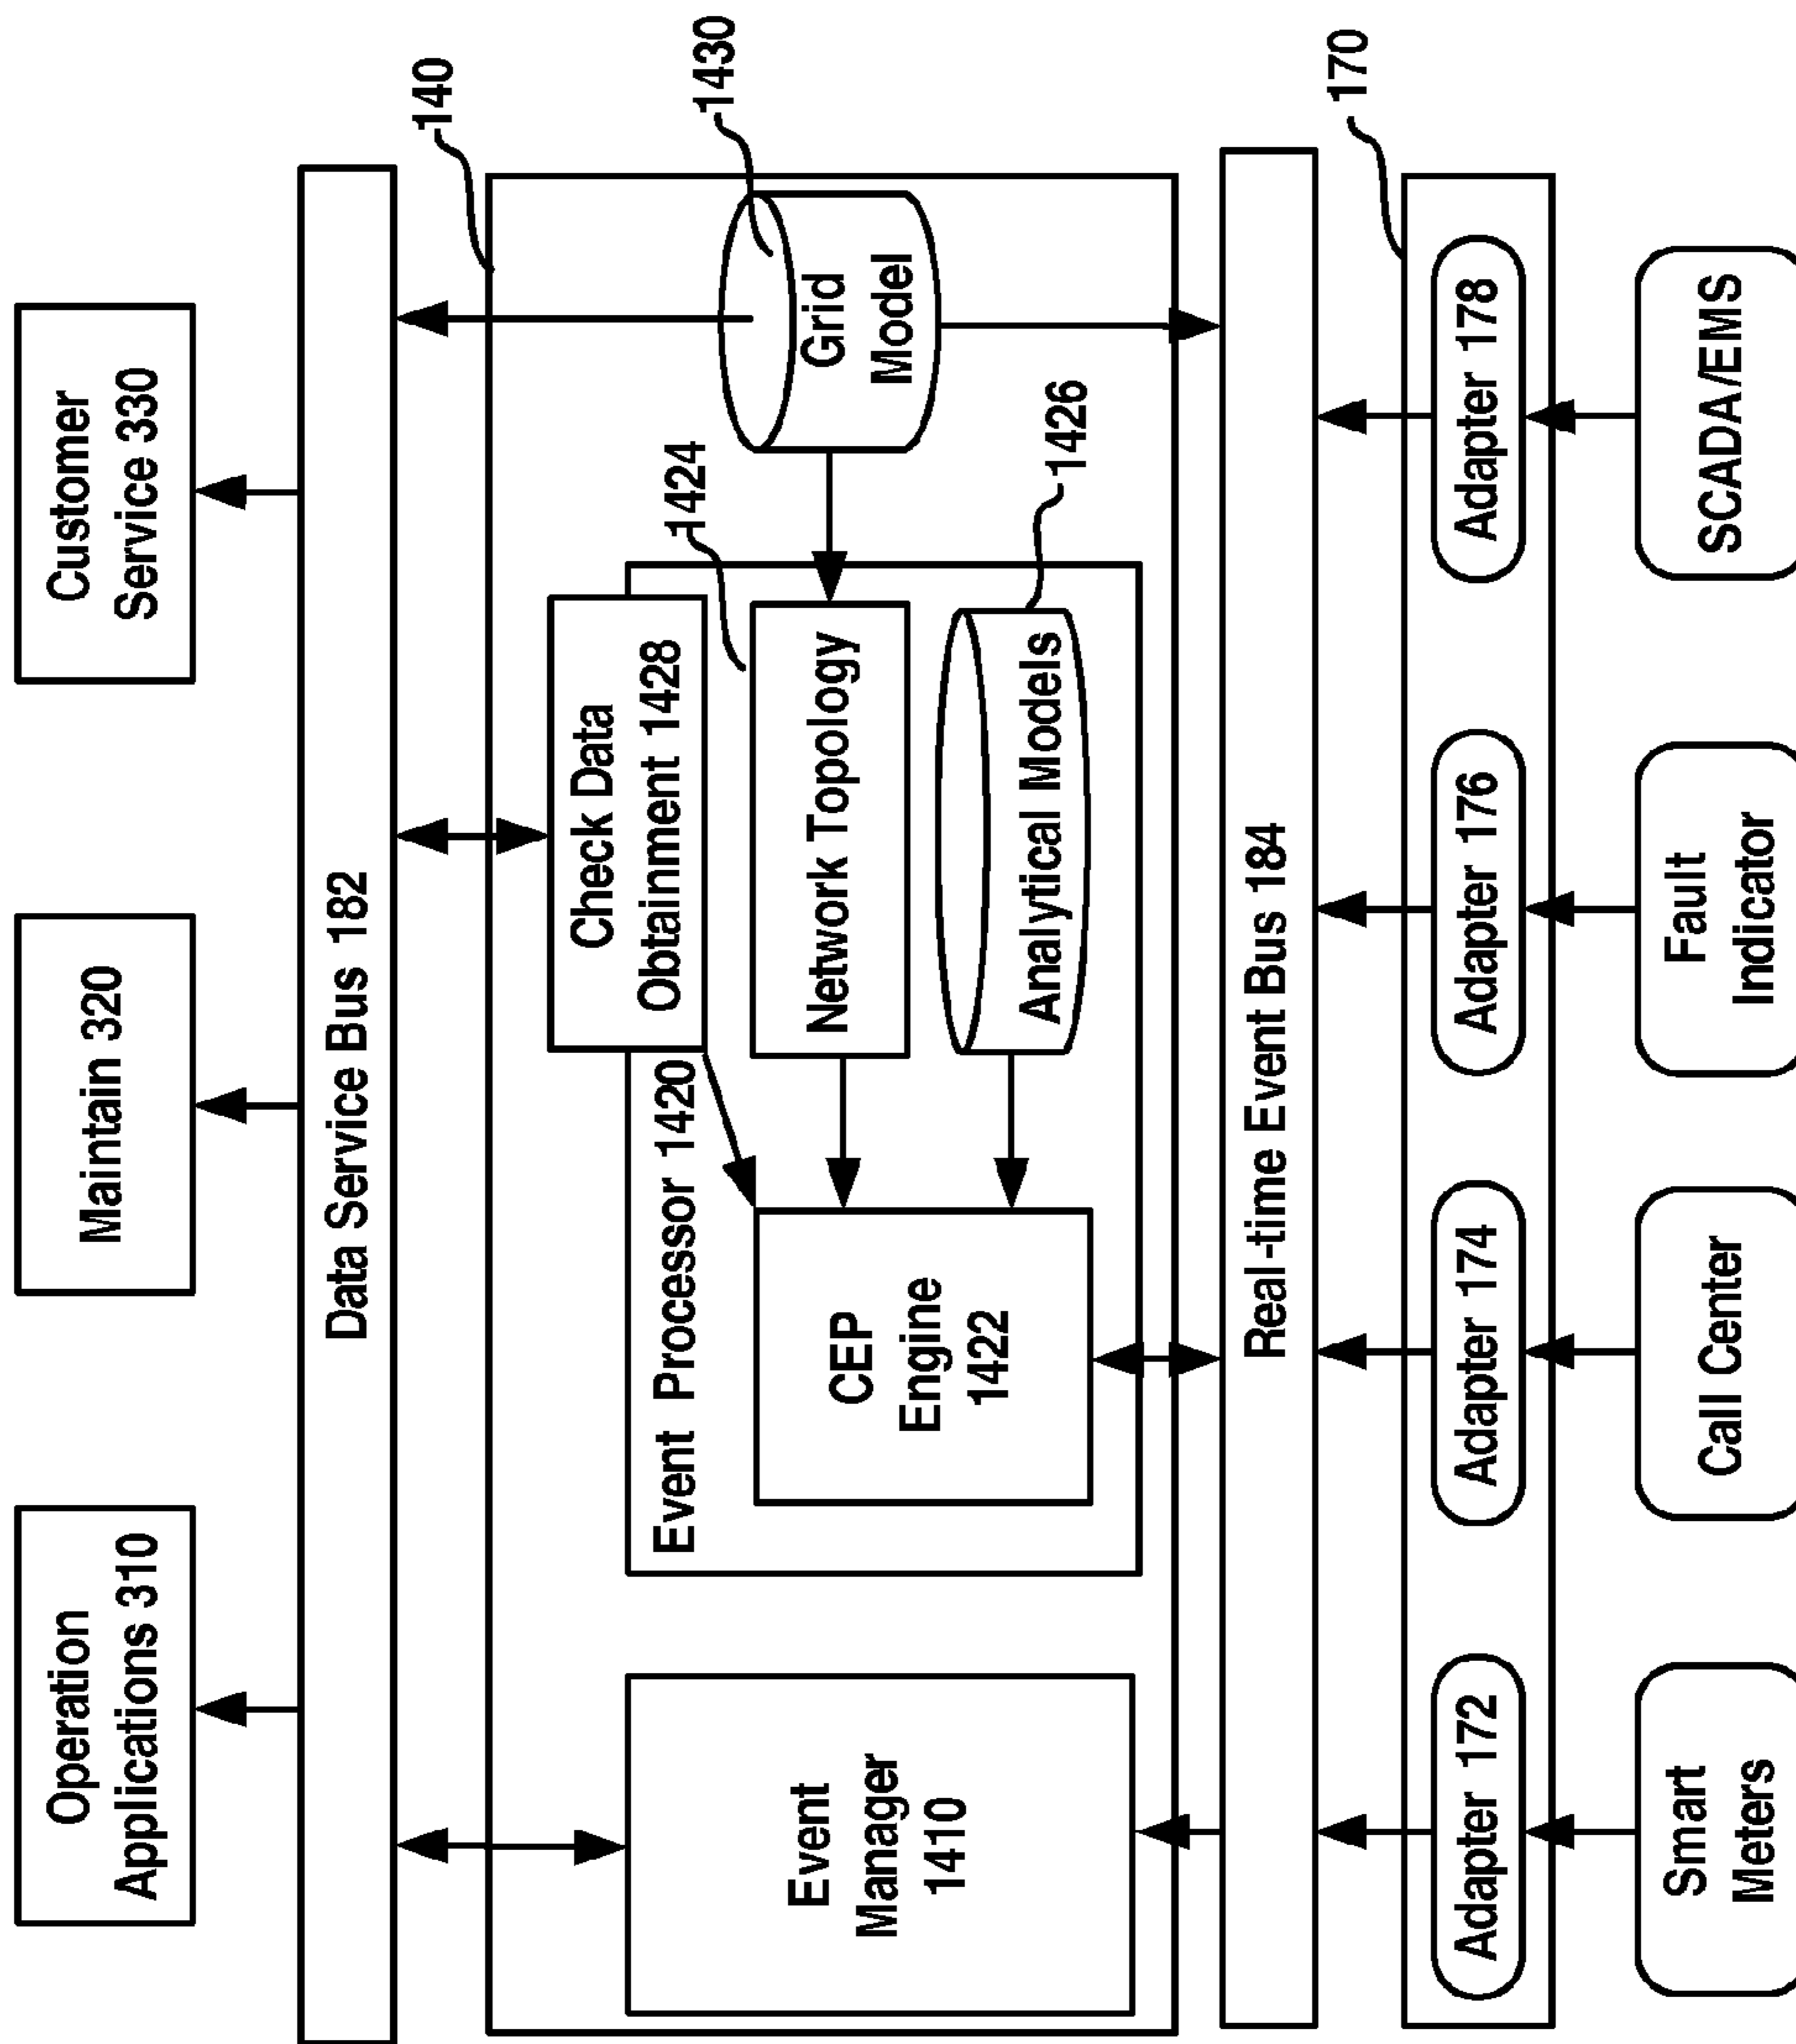 Operation
Applications 310
Maintain 320
Customer
Service 330
Data Service Bus 182
140
Event
Manager
1410
Event Processor 1420
CEP
Engine
1422
Check Data
Obtainment 1428
1424
Network Topology
Analytical Models
1426
Grid
Model
1430
Real-time Event Bus 184
170
Adapter 172
Adapter 174
Adapter 176
Adapter 178
Smart
Meters
Call Center
Fault
Indicator
SCADA/EMS